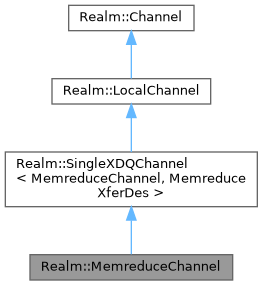 Realm::Channel
Realm::LocalChannel
Realm::SingleXDQChannel
< MemreduceChannel, Memreduce
XferDes >
Realm::MemreduceChannel